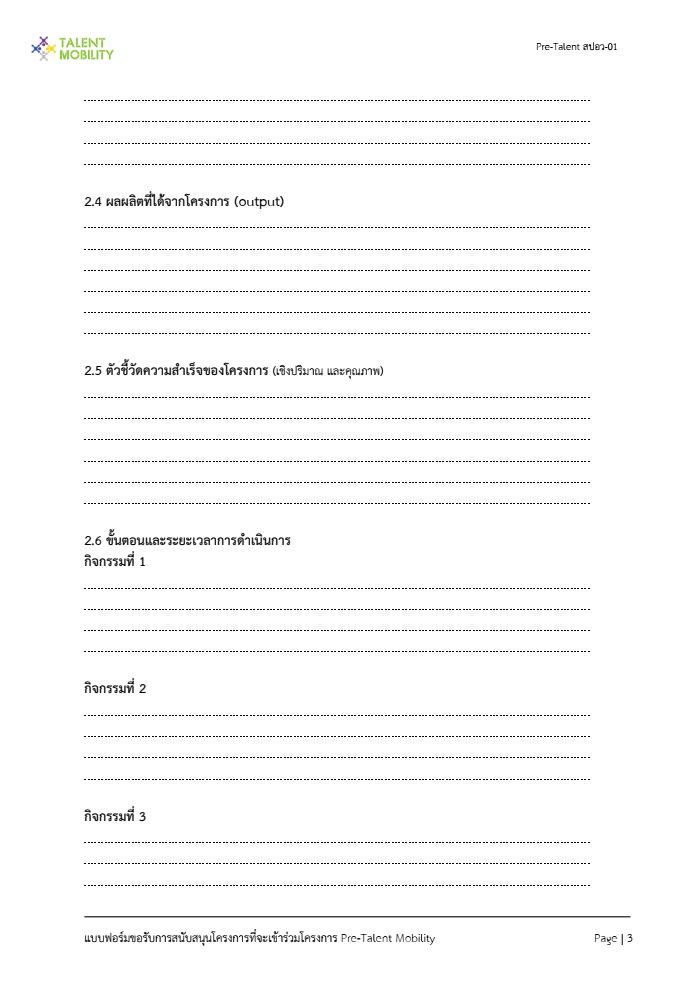 TALENT
MOBILITY
Pre-Talent สปอว-01
2.4 ผลผลิตที่ได้จากโครงการ (output)
2.5 ตัวชี้วัดความสำเร็จของโครงการ (เชิงปริมาณ และคุณภาพ)
2.6 ขั้นตอนและระยะเวลาการดำเนินการ
กิจกรรมที่ 1
กิจกรรมที่ 2
กิจกรรมที่ 3
แบบฟอร์มขอรับการสนับสนุนโครงการที่จะเข้าร่วมโครงการ Pre-Talent Mobility
Page | 3